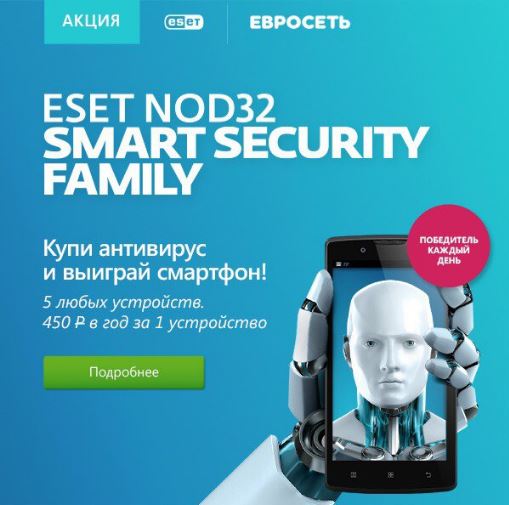 АКЦИЯ
eset
ЕВРОСЕТЬ
ESET NOD32
SMART SECURITY
FAMILY
ПОБЕДИТЕЛЬ
КАЖДЫЙ
ДЕНЬ
Купи антивирус
и выиграй смартфон!
5 любых устройств.
450 ₽ в год за 1 устройство
Подробнее